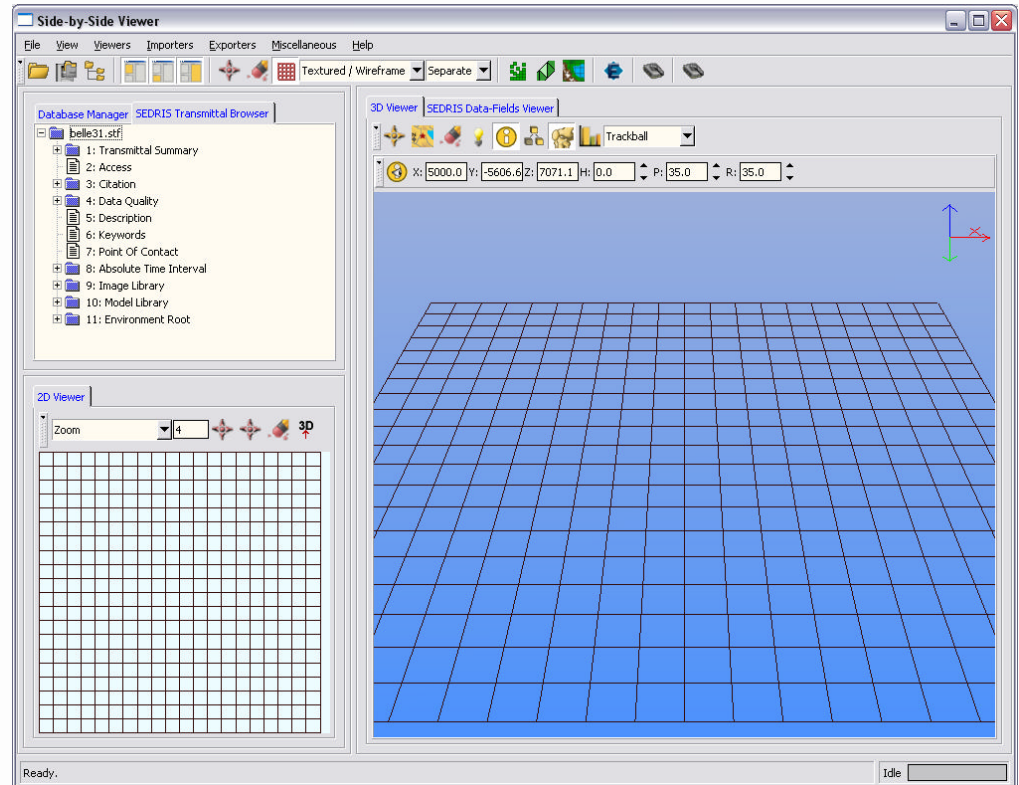 Side-by-Side Viewer
File View Viewers Importers Exporters Miscellaneous Help
Textured / Wireframe Separate
Database Manager SEDRIS Transmittal Browser
belle31.stf
1: Transmittal Summary
2: Access
3: Citation
4: Data Quality
5: Description
6: Keywords
7: Point Of Contact
8: Absolute Time Interval
9: Image Library
10: Model Library
11: Environment Root
2D Viewer
Zoom 4 3D
3D Viewer SEDRIS Data-Fields Viewer
Trackball
X: 5000.0 Y: -5606.6 Z: 7071.1 H: 0.0 P: 35.0 R: 35.0
X
Ready. Idle